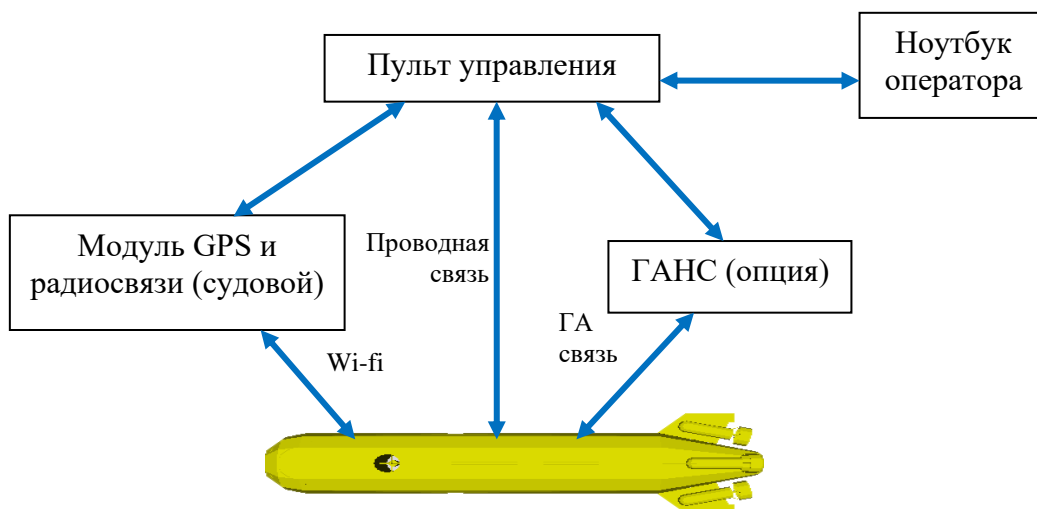 Пульт управления
Ноутбук
оператора
Модуль GPS и
радиосвязи (судовой)
Проводная
связь
ГАНС (опция)
Wi-fi
ГА
связь